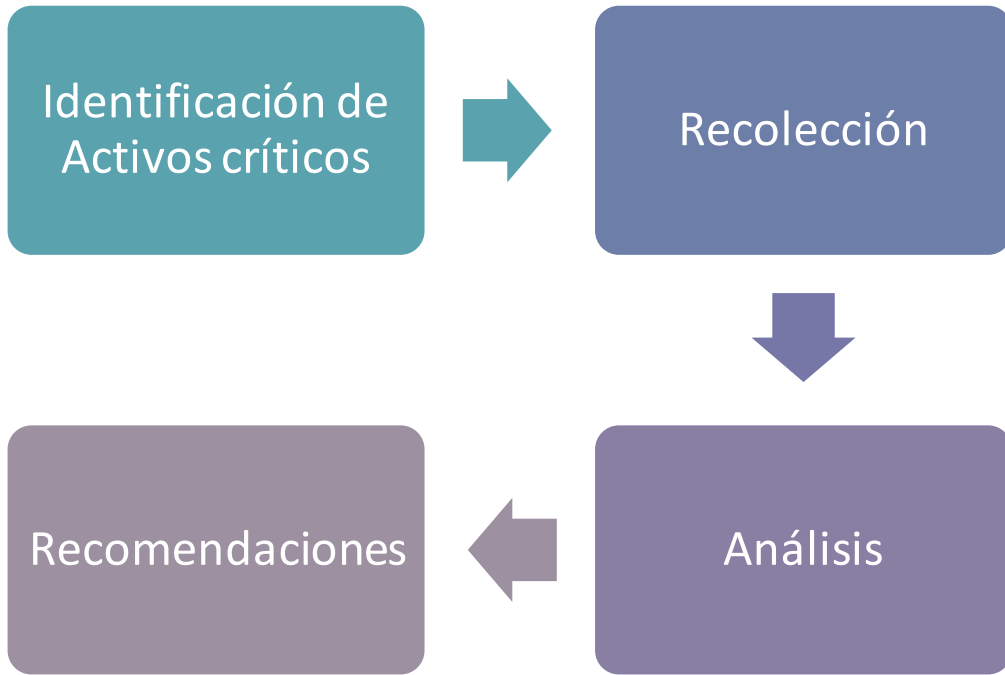 Identificación de
Activos críticos
Recolección
Análisis
Recomendaciones